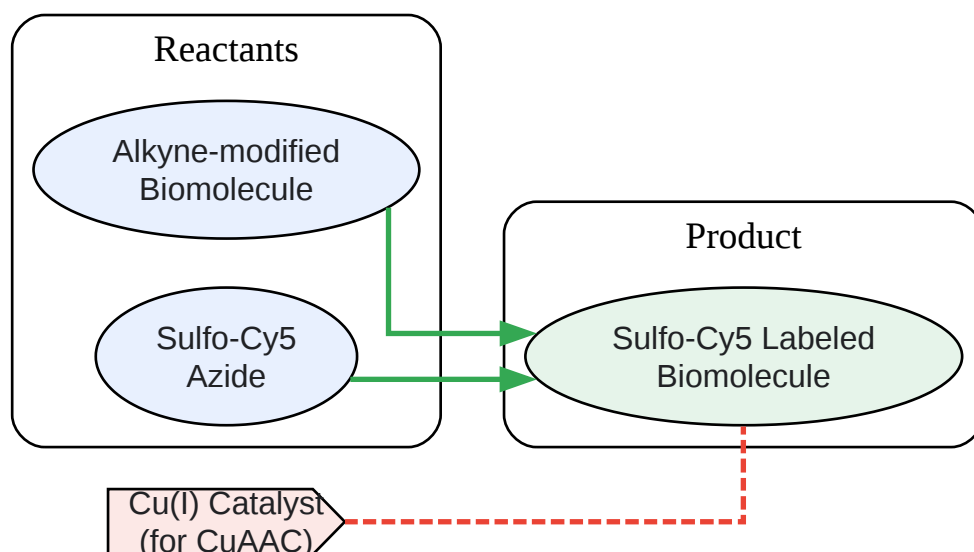 Reactants
Alkyne-modified
Biomolecule
Sulfo-Cy5
Azide
Product
Sulfo-Cy5 Labeled
Biomolecule
Cu(I) Catalyst
(for CuAAC)